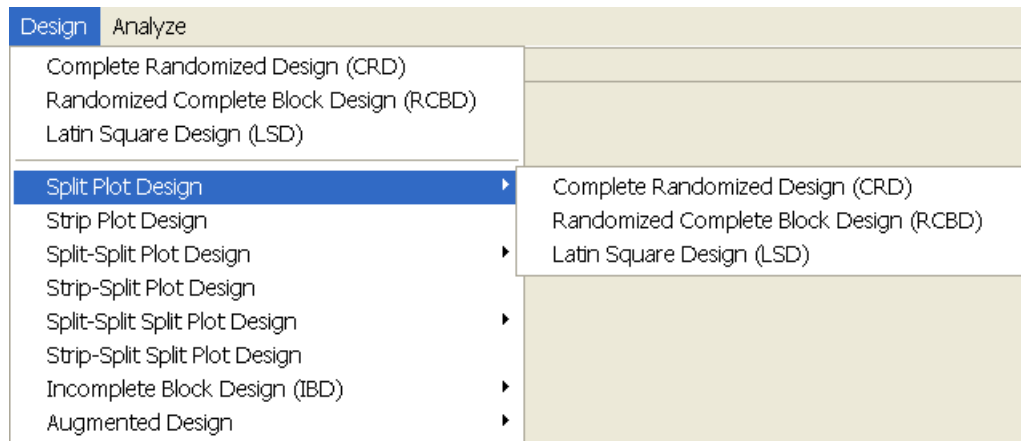 Design Analyze
Complete Randomized Design (CRD)
Randomized Complete Block Design (RCBD)
Latin Square Design (LSD)
Split Plot Design
Strip Plot Design
Split-Split Plot Design
Strip-Split Plot Design
Split-Split Split Plot Design
Strip-Split Split Plot Design
Incomplete Block Design (IBD)
Augmented Design
Complete Randomized Design (CRD)
Randomized Complete Block Design (RCBD)
Latin Square Design (LSD)